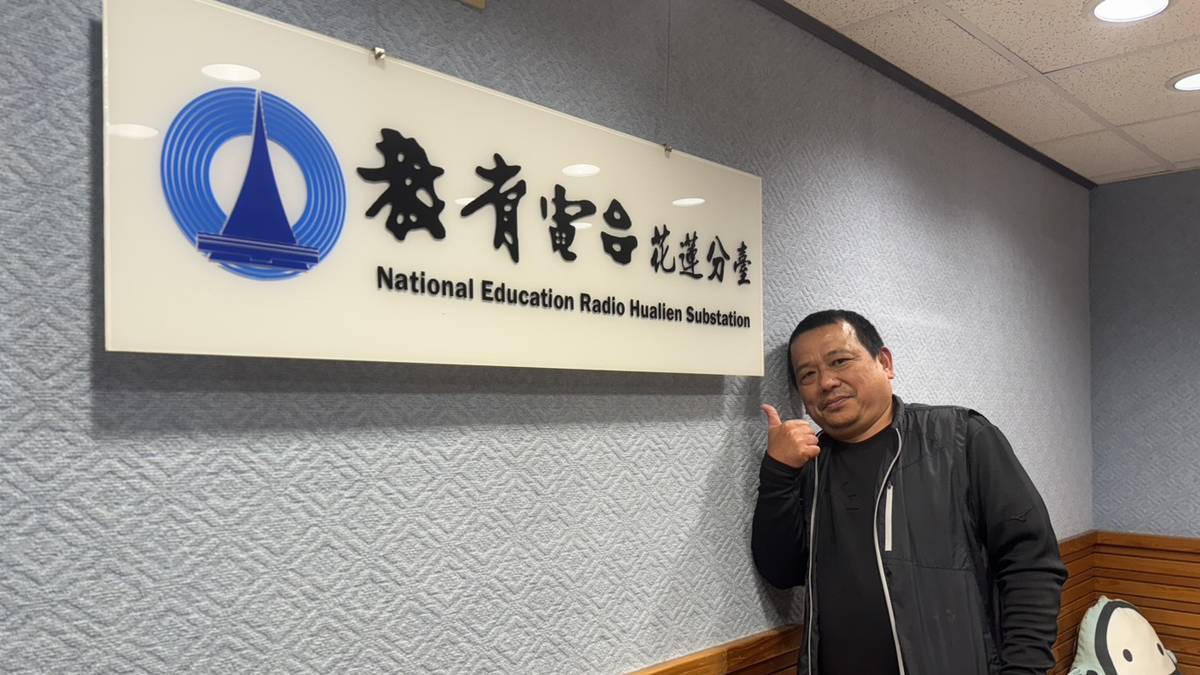 教育電台花蓮分臺
National Education Radio Hualien Substation